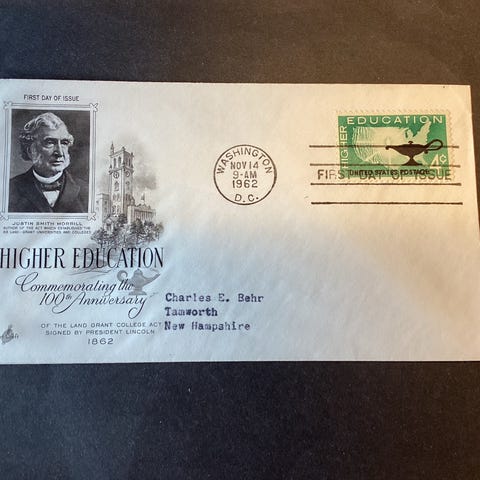 FIRST DAY OF ISSUE
JUSTIN SMITH MORRILL
AUTHOR OF THE ACT WHICH ESTABLISHED THE
69 LAND-GRANT UNIVERSITIES AND COLLEGES
HIGHER EDUCATION
Commemorating the
100th Anniversary
OF THE LAND GRANT COLLEGE ACT
SIGNED BY PRESIDENT LINCOLN
1862
WASHINGTON
NOV 14
9-AM
1962
D.C.
HIGHER EDUCATION
4¢
UNITED STATES POSTAGE
FIRST DAY OF ISSUE
Charles E. Behr
Tamworth
New Hampshire